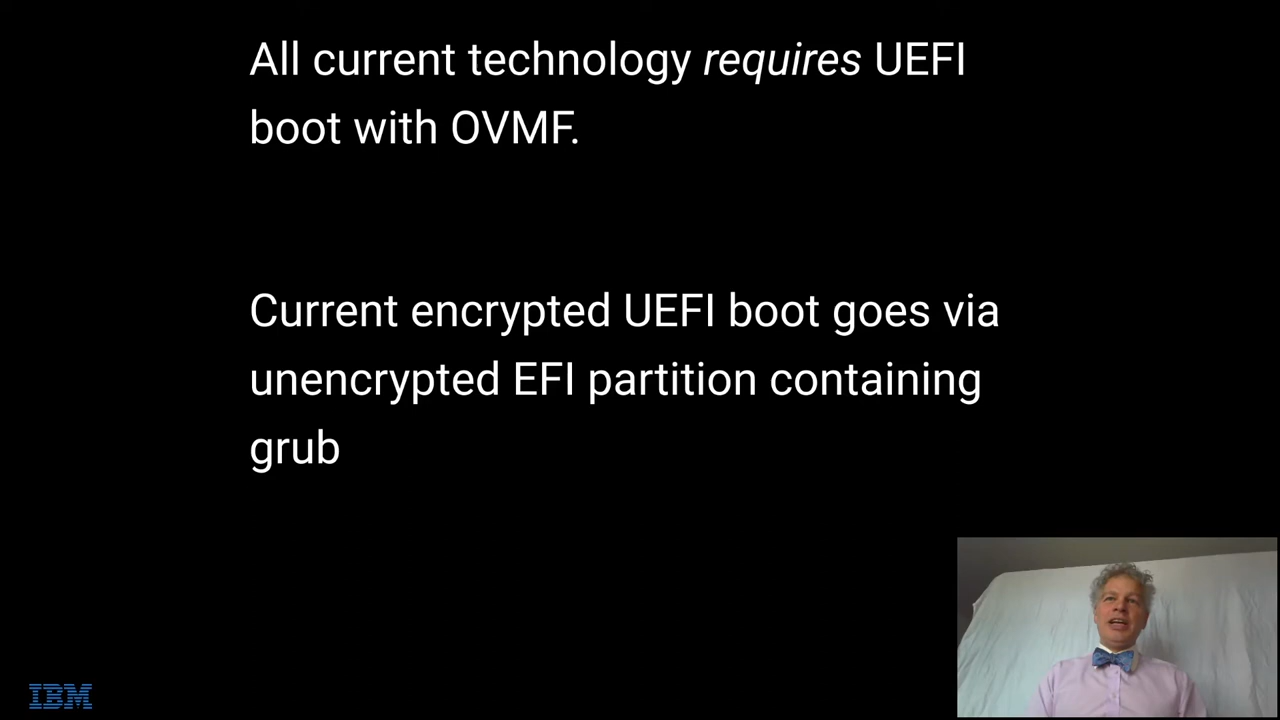 All current technology requires UEFI
boot with OVMF.
Current encrypted UEFI boot goes via
unencrypted EFI partition containing
grub
IBM